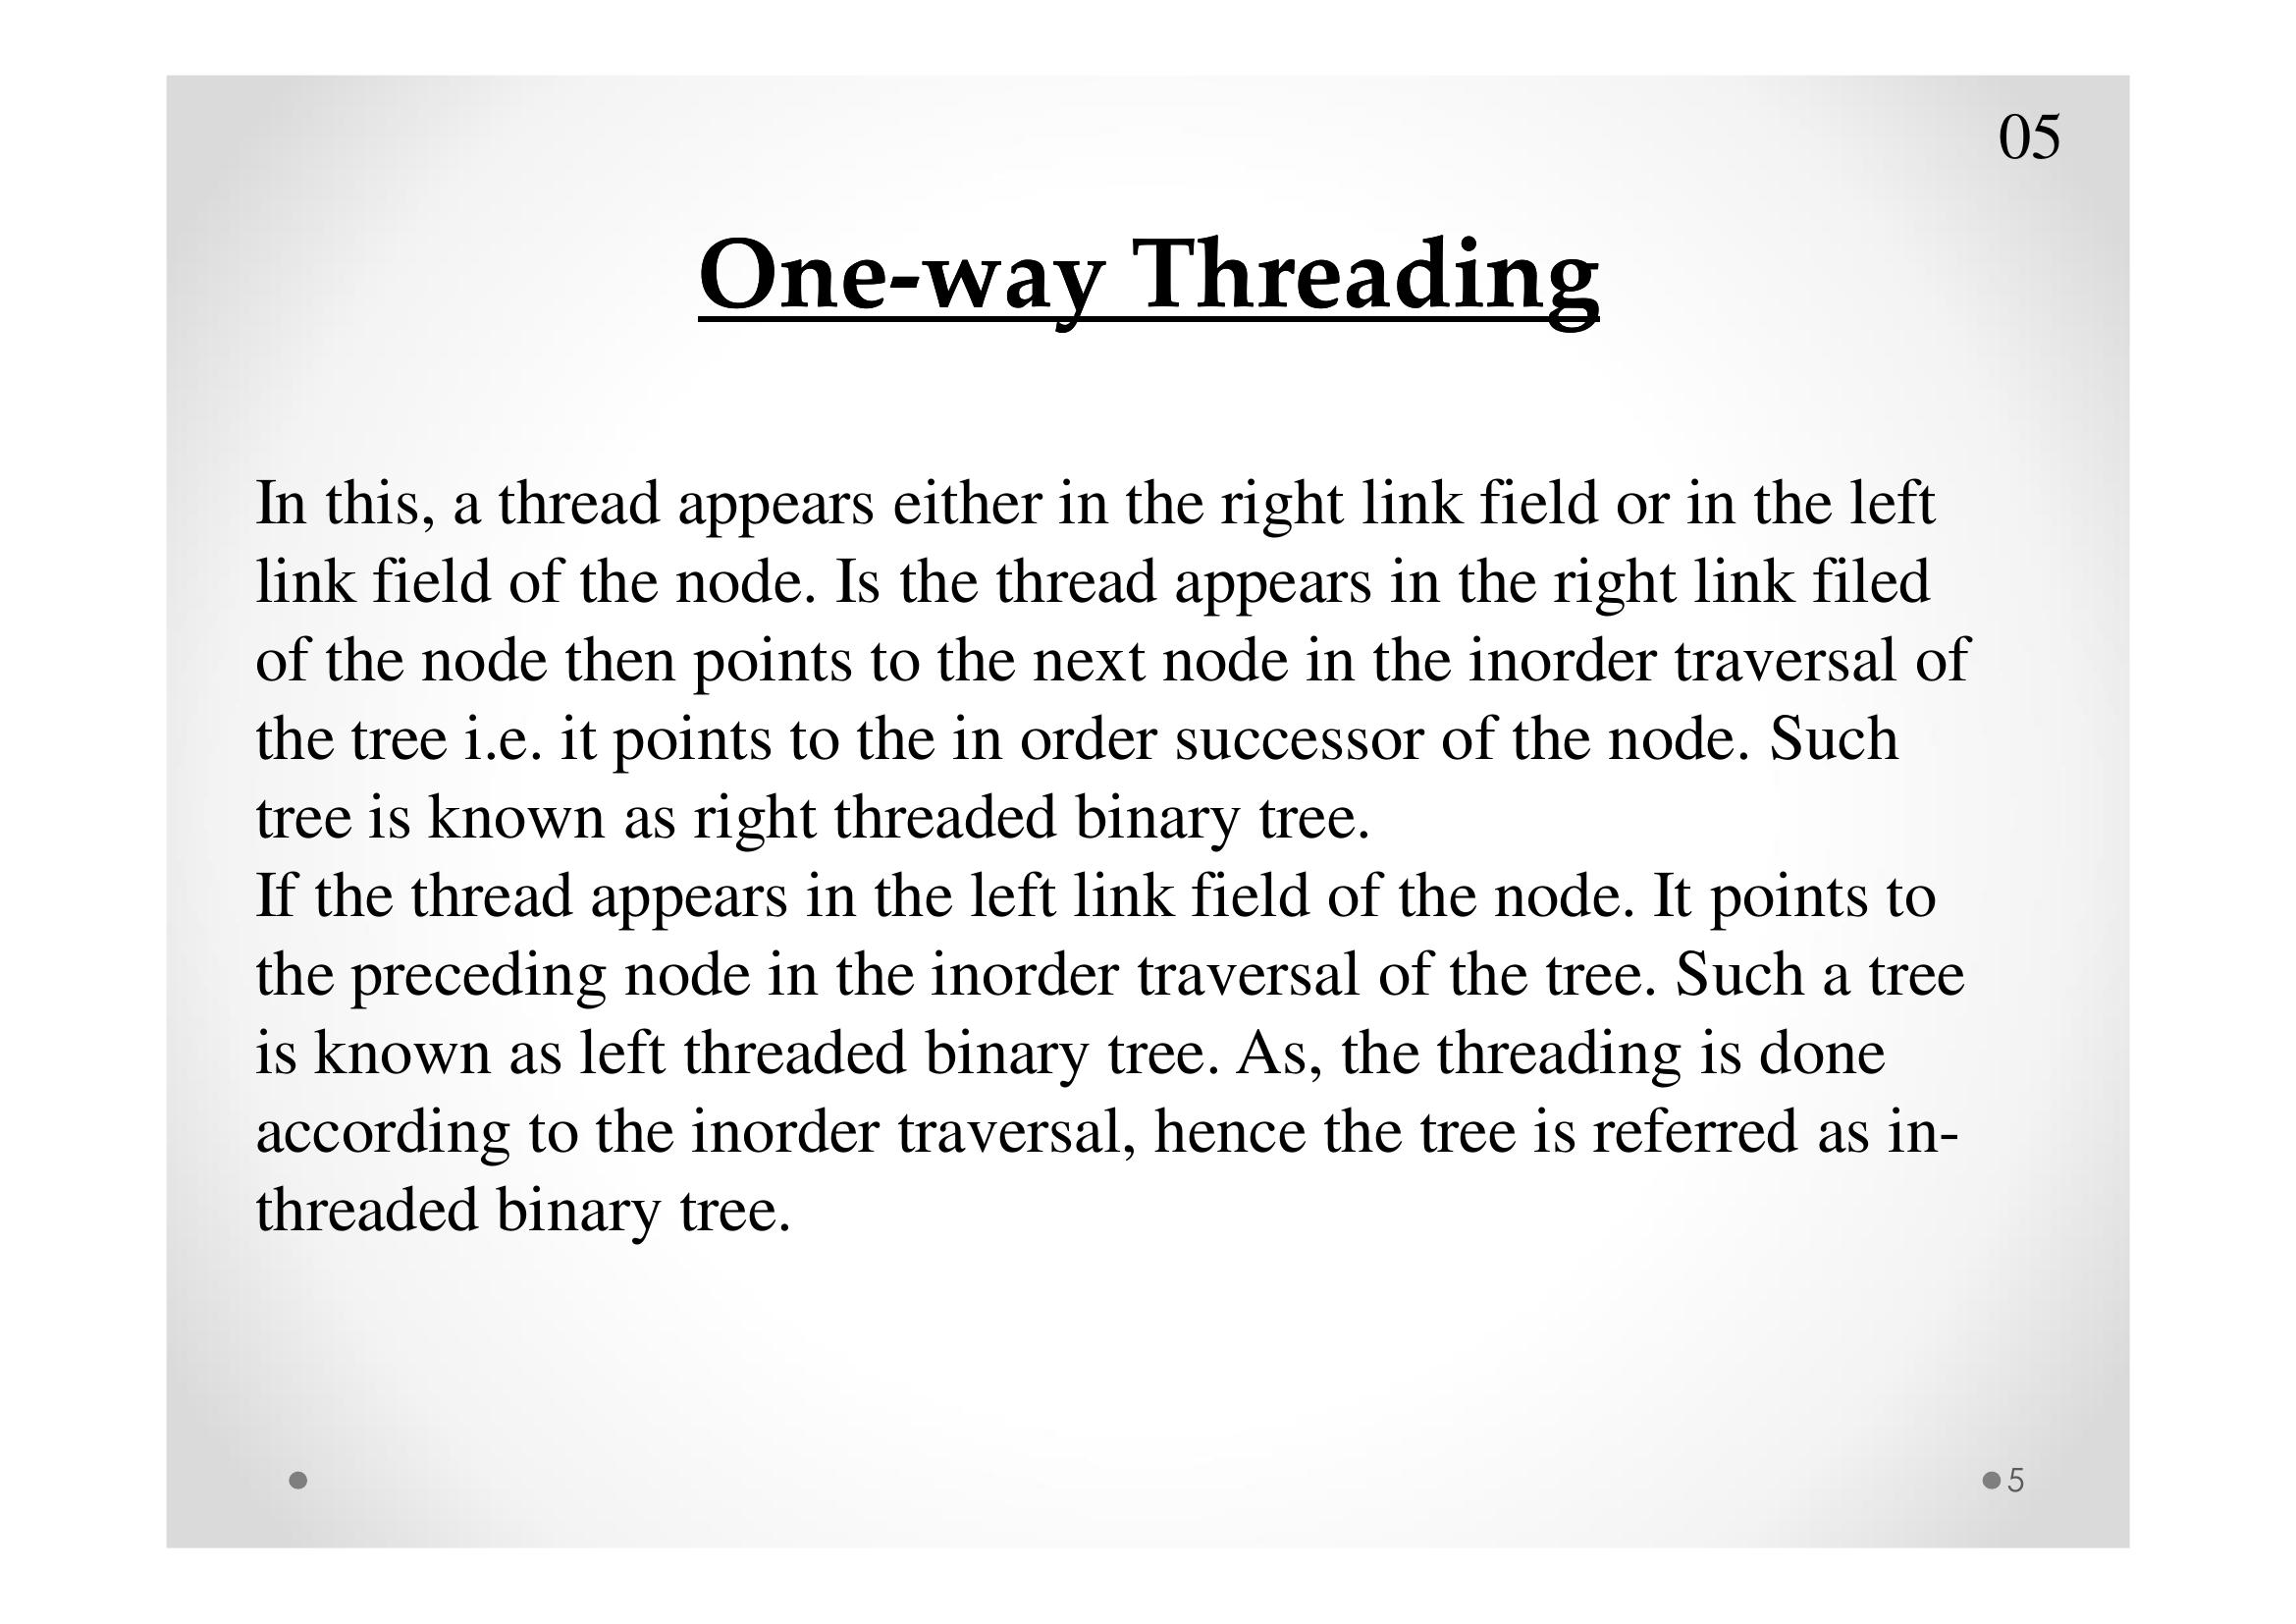 05
One-way Threading
In this, a thread appears either in the right link field or in the left
link field of the node. Is the thread appears in the right link filed
of the node then points to the next node in the inorder traversal of
the tree i.e. it points to the in order successor of the node. Such
tree is known as right threaded binary tree.
If the thread appears in the left link field of the node. It points to
the preceding node in the inorder traversal of the tree. Such a tree
is known as left threaded binary tree. As, the threading is done
according to the inorder traversal, hence the tree is referred as in-
threaded binary tree.
5